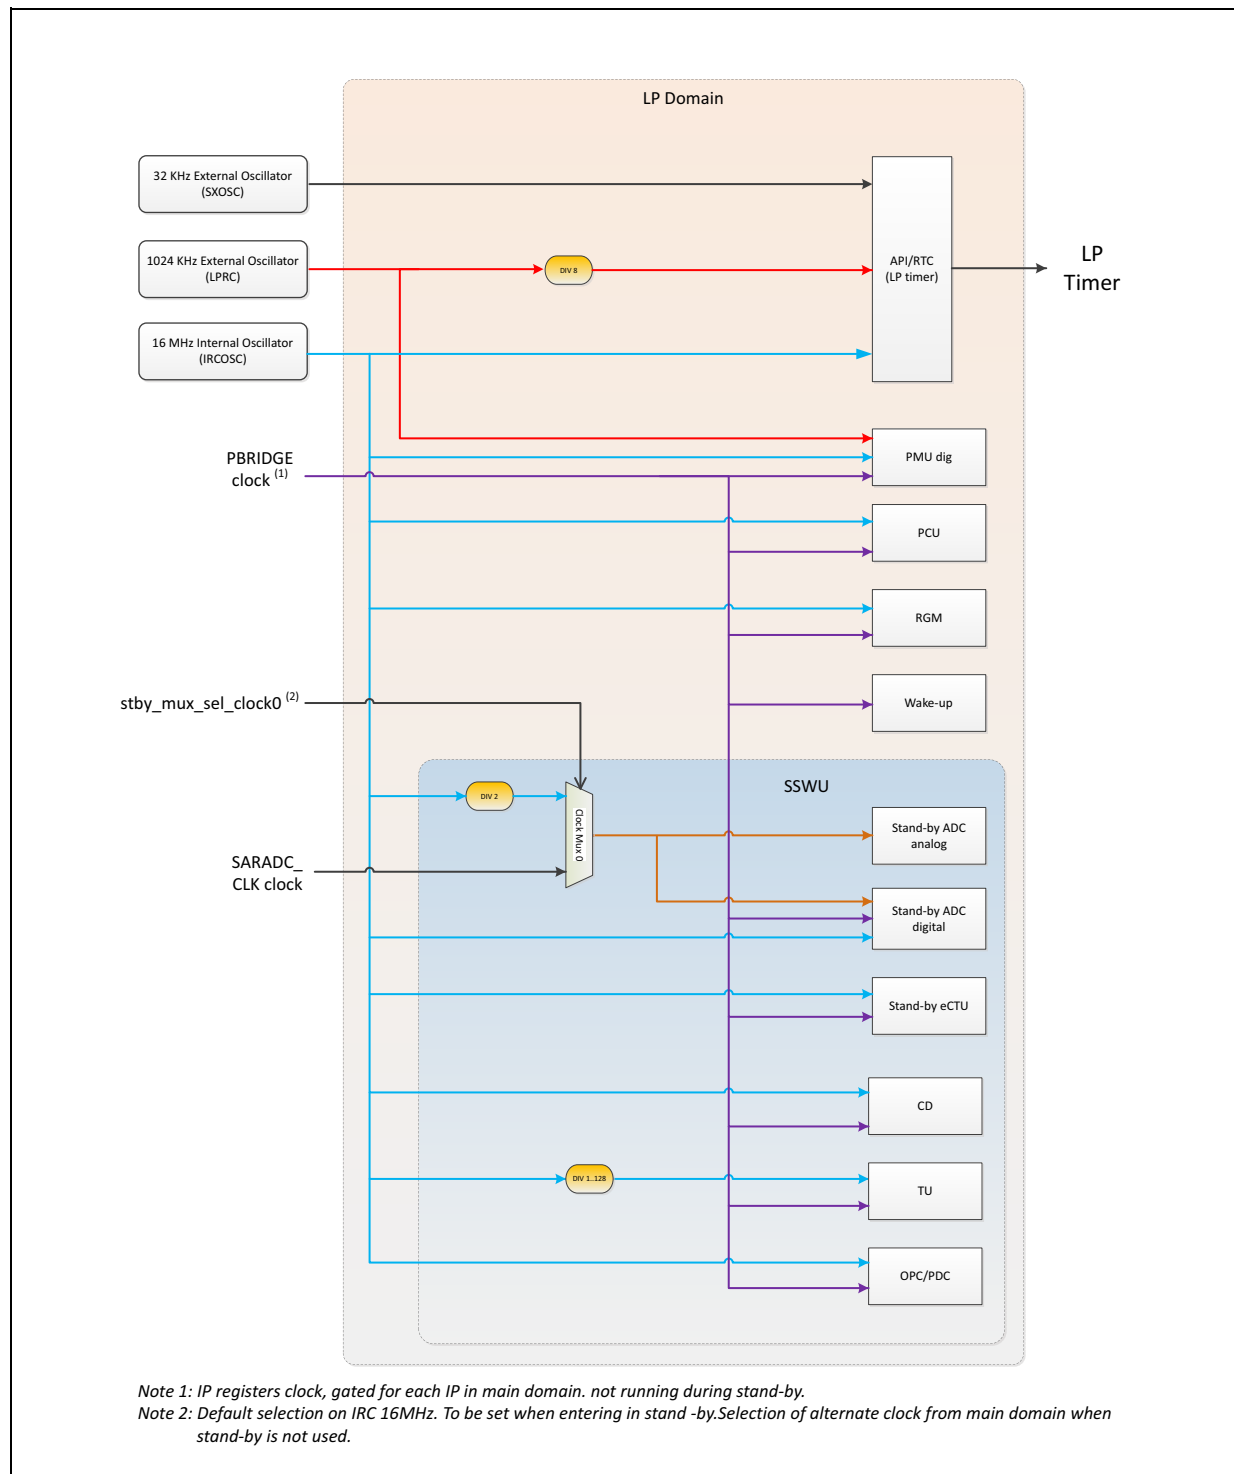 LP Domain
32 KHz External Oscillator
(SXOSC)
1024 KHz External Oscillator
(LPRC)
DIV 8
API/RTC
(LP timer)
LP
Timer
16 MHz Internal Oscillator
(IRCOSC)
PBRIDGE
clock (1)
PMU dig
PCU
RGM
stby_mux_sel_clock0 (2)
Wake-up
SSWU
DIV 2
Clock Mux 0
SARADC_
CLK clock
Stand-by ADC
analog
Stand-by ADC
digital
Stand-by eCTU
CD
DIV 1..128
TU
OPC/PDC
Note 1: IP registers clock, gated for each IP in main domain. not running during stand-by.
Note 2: Default selection on IRC 16MHz. To be set when entering in stand -by.Selection of alternate clock from main domain when
stand-by is not used.